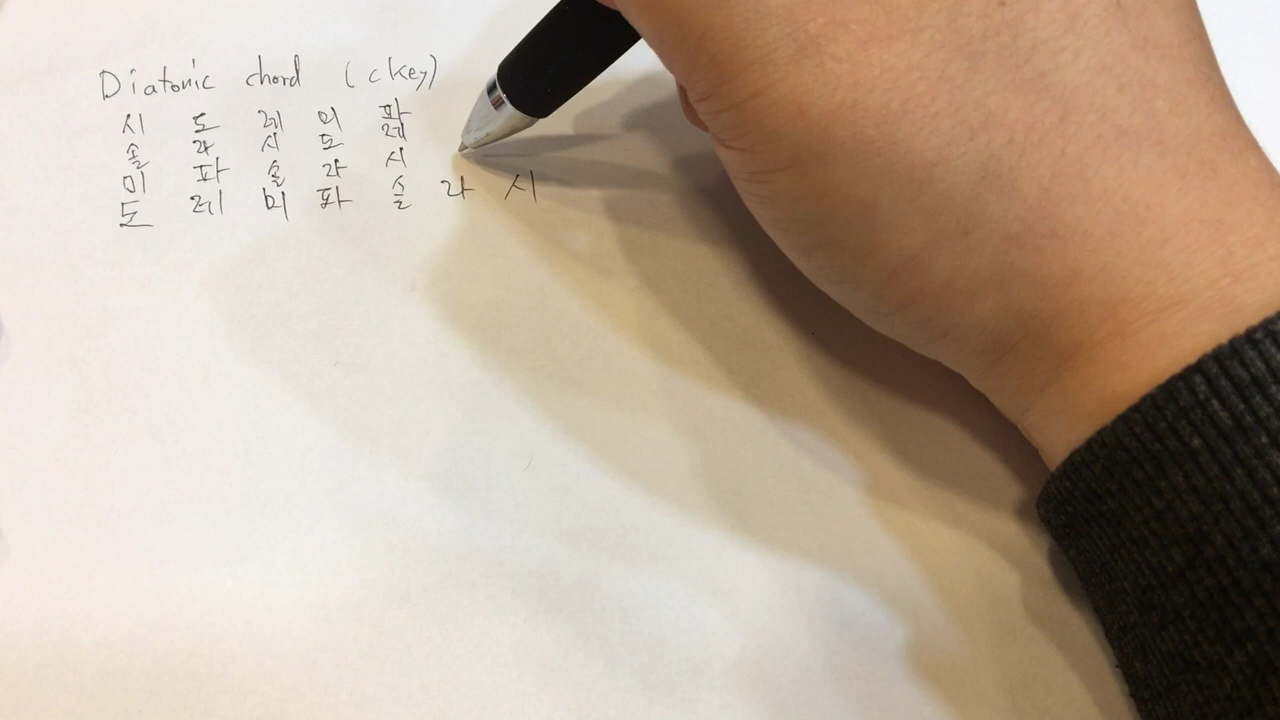 Diatonic chord (c key)
시 도 레 미 파
솔 라 시 도 레
미 파 솔 라 시
도 레 미 파 솔 라 시